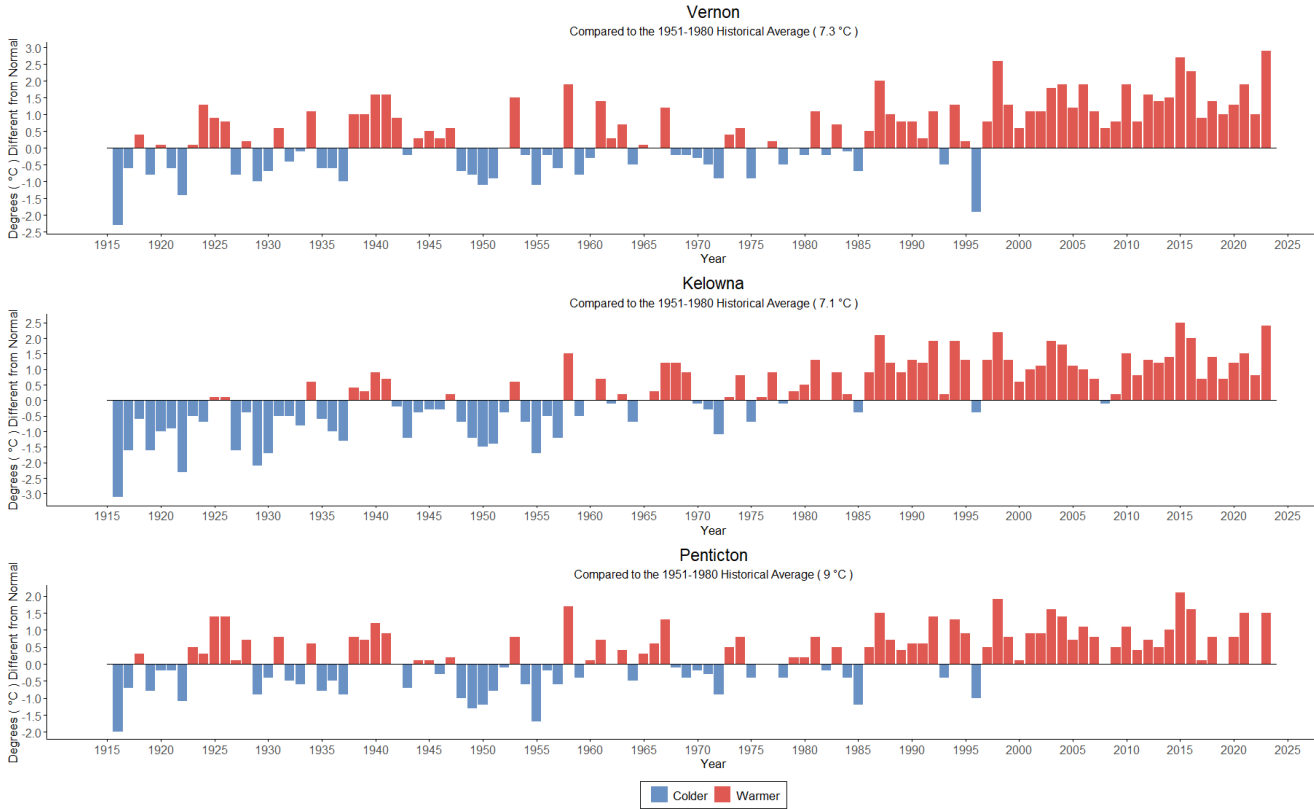 Vernon
Compared to the 1951-1980 Historical Average ( 7.3 °C )
Degrees ( °C ) Different from Normal
3.0
2.5
2.0
1.5
1.0
0.5
0.0
-0.5
-1.0
-1.5
-2.0
-2.5
1915 1920 1925 1930 1935 1940 1945 1950 1955 1960 1965 1970 1975 1980 1985 1990 1995 2000 2005 2010 2015 2020 2025
Year
Kelowna
Compared to the 1951-1980 Historical Average ( 7.1 °C )
Degrees ( °C ) Different from Normal
2.5
2.0
1.5
1.0
0.5
0.0
-0.5
-1.0
-1.5
-2.0
-2.5
-3.0
1915 1920 1925 1930 1935 1940 1945 1950 1955 1960 1965 1970 1975 1980 1985 1990 1995 2000 2005 2010 2015 2020 2025
Year
Penticton
Compared to the 1951-1980 Historical Average ( 9 °C )
Degrees ( °C ) Different from Normal
2.0
1.5
1.0
0.5
0.0
-0.5
-1.0
-1.5
-2.0
1915 1920 1925 1930 1935 1940 1945 1950 1955 1960 1965 1970 1975 1980 1985 1990 1995 2000 2005 2010 2015 2020 2025
Year
Colder Warmer